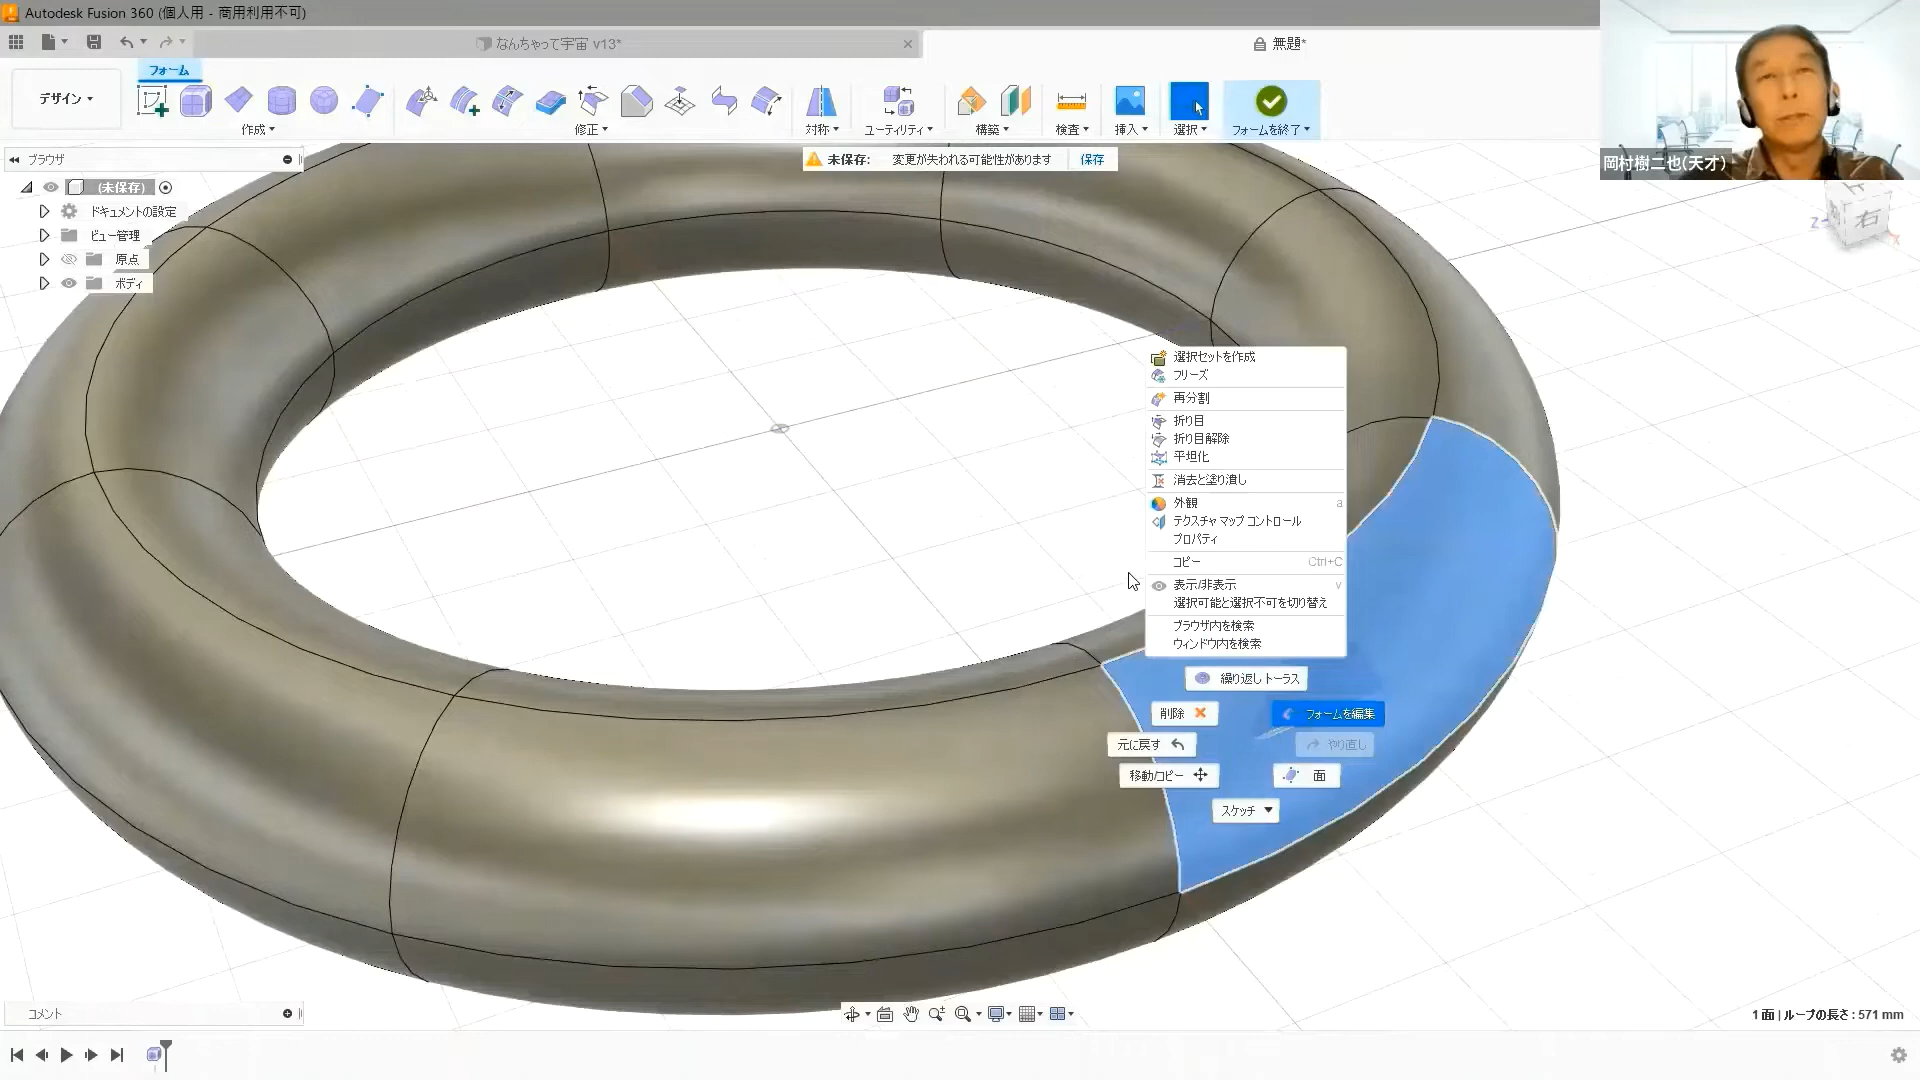 Autodesk Fusion 360 (個人用 - 商用利用不可)
なんちゃって宇宙 v13*
無題*
フォーム
デザイン
作成
修正
対称
ユーティリティ
構築
検査
挿入
選択
フォームを終了
ブラウザ
未保存: 変更が失われる可能性があります 保存
岡村樹二也(天才)
(未保存)
ドキュメントの設定
ビュー管理
原点
ボディ
Z
右
X
選択セットを作成
フリーズ
再分割
折り目
折り目解除
平坦化
消去と塗り潰し
外観 a
テクスチャ マップ コントロール
プロパティ
コピー Ctrl+C
表示/非表示 v
選択可能と選択不可を切り替え
ブラウザ内を検索
ウィンドウ内を検索
繰り返し トーラス
削除
フォームを編集
元に戻す
やり直し
移動/コピー
面
スケッチ
コメント
1 面 | ループの長さ : 571 mm